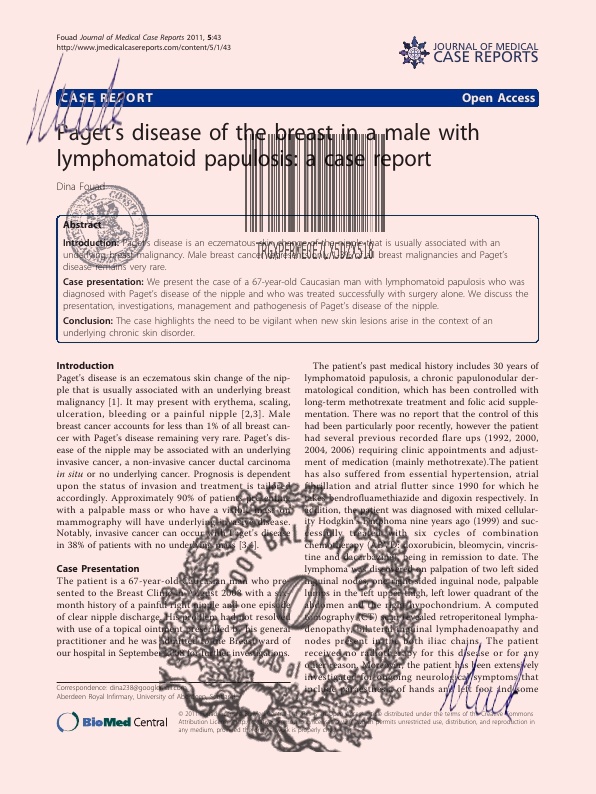 Fouad Journal of Medical Case Reports 2011, 5:43
http://www.jmedicalcasereports.com/content/5/1/43
JOURNAL OF MEDICAL
CASE REPORTS
CASE REPORT Open Access
Paget's disease of the breast in a male with
lymphomatoid papulosis: a case report
Dina Fouad
Abstract
Introduction: Paget's disease is an eczematous skin change of the nipple that is usually associated with an
underlying breast malignancy. Male breast cancer represents only of all breast malignancies and Paget's
disease remains very rare.
Case presentation: We present the case of a 67-year-old Caucasian man with lymphomatoid papulosis who was
diagnosed with Paget's disease of the nipple and who was treated successfully with surgery alone. We discuss the
presentation, investigations, management and pathogenesis of Paget's disease of the nipple.
Conclusion: The case highlights the need to be vigilant when new skin lesions arise in the context of an
underlying chronic skin disorder.
Introduction
Paget's disease is an eczematous skin change of the nip-
ple that is usually associated with an underlying breast
malignancy [1]. It may present with erythema, scaling,
ulceration, bleeding or a painful nipple [2,3]. Male
breast cancer accounts for less than 1% of all breast can-
cer with Paget's disease remaining very rare. Paget's dis-
ease of the nipple may be associated with an underlying
invasive cancer, a non-invasive cancer ductal carcinoma
in situ or no underlying cancer. Prognosis is dependent
upon the status of invasion and treatment is tailored
accordingly. Approximately 90% of patients presenting
with a palpable mass or who have a visible mass on
mammography will have underlying invasive disease.
Notably, invasive cancer can occur with Paget's disease
in 38% of patients with no underlying mass [3,4].
Case Presentation
The patient is a 67-year-old Caucasian man who pre-
sented to the Breast Clinic in August 2008 with a six-
month history of a painful right nipple and one episode
of clear nipple discharge. His problem had not resolved
with use of a topical ointment prescribed by his general
practitioner and he was admitted to the Breast ward of
our hospital in September 2008 for further investigations.
The patient's past medical history includes 30 years of
lymphomatoid papulosis, a chronic papulonodular der-
matological condition, which has been controlled with
long-term methotrexate treatment and folic acid supple-
mentation. There was no report that the control of this
had been particularly poor recently, however the patient
had several previous recorded flare ups (1992, 2000,
2004, 2006) requiring clinic appointments and adjust-
ment of medication (mainly methotrexate).The patient
has also suffered from essential hypertension, atrial
fibrillation and atrial flutter since 1990 for which he
takes bendrofluamethiazide and digoxin respectively. In
addition, the patient was diagnosed with mixed cellular-
ity Hodgkin's lymphoma nine years ago (1999) and suc-
cessfully treated with six cycles of combination
chemotherapy (ABVD: doxorubicin, bleomycin, vincris-
tine and dacarbazine), being in remission to date. The
lymphoma was discovered on palpation of two left sided
inguinal nodes, one right sided inguinal node, palpable
lumps in the left upper thigh, left lower quadrant of the
abdomen and the right hypochondrium. A computed
tomography (CT) scan revealed retroperitoneal lympha-
denopathy, bilateral inguinal lymphadenopathy and
nodes present in the both iliac chains. The patient
received no radiotherapy for this disease or for any
other reason. Moreover, the patient has been extensively
investigated for ongoing neurological symptoms that
include paraesthesia of hands and left foot and some
Correspondence: dina238@
Aberdeen Royal Infirmary, University of Aberdeen,
BioMed Central
© 2011 distributed under the terms of the Creative Commons
Attribution License permits unrestricted use, distribution, and reproduction in
any medium, provided the work is properly cited.